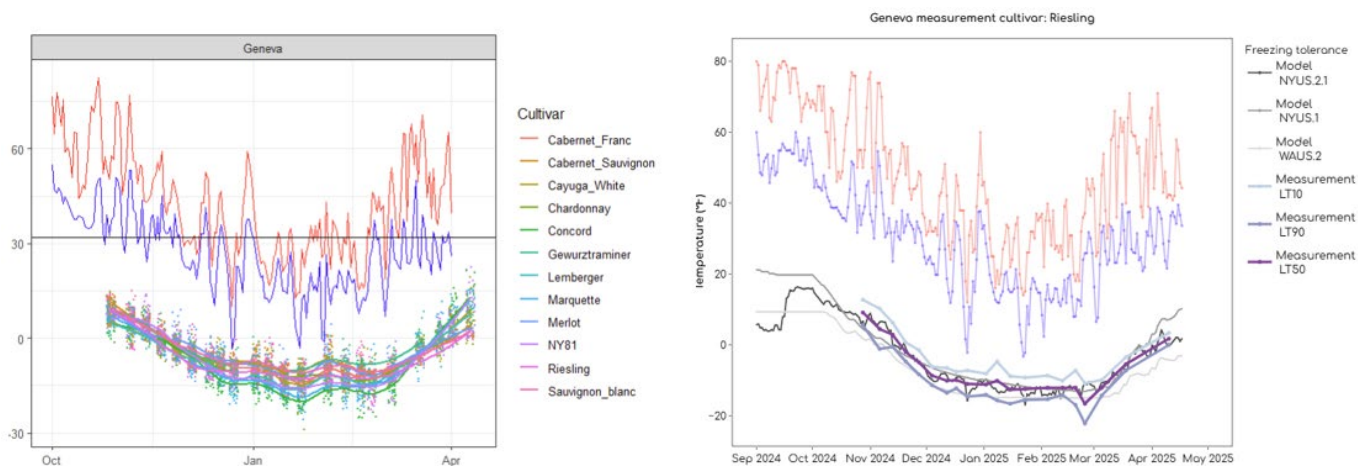 Geneva
60
30
0
-30
Oct
Jan
Apr
Cultivar
Cabernet_Franc
Cabernet_Sauvignon
Cayuga_White
Chardonnay
Concord
Gewurztraminer
Lemberger
Marquette
Merlot
NY81
Riesling
Sauvignon_blanc
Geneva measurement cultivar: Riesling
Temperature (°F)
80
60
40
20
0
−20
Sep 2024
Oct 2024
Nov 2024
Dec 2024
Jan 2025
Feb 2025
Mar 2025
Apr 2025
May 2025
Freezing tolerance
Model
NYUS.2.1
Model
NYUS.1
Model
WAUS.2
Measurement
LT10
Measurement
LT90
Measurement
LT50